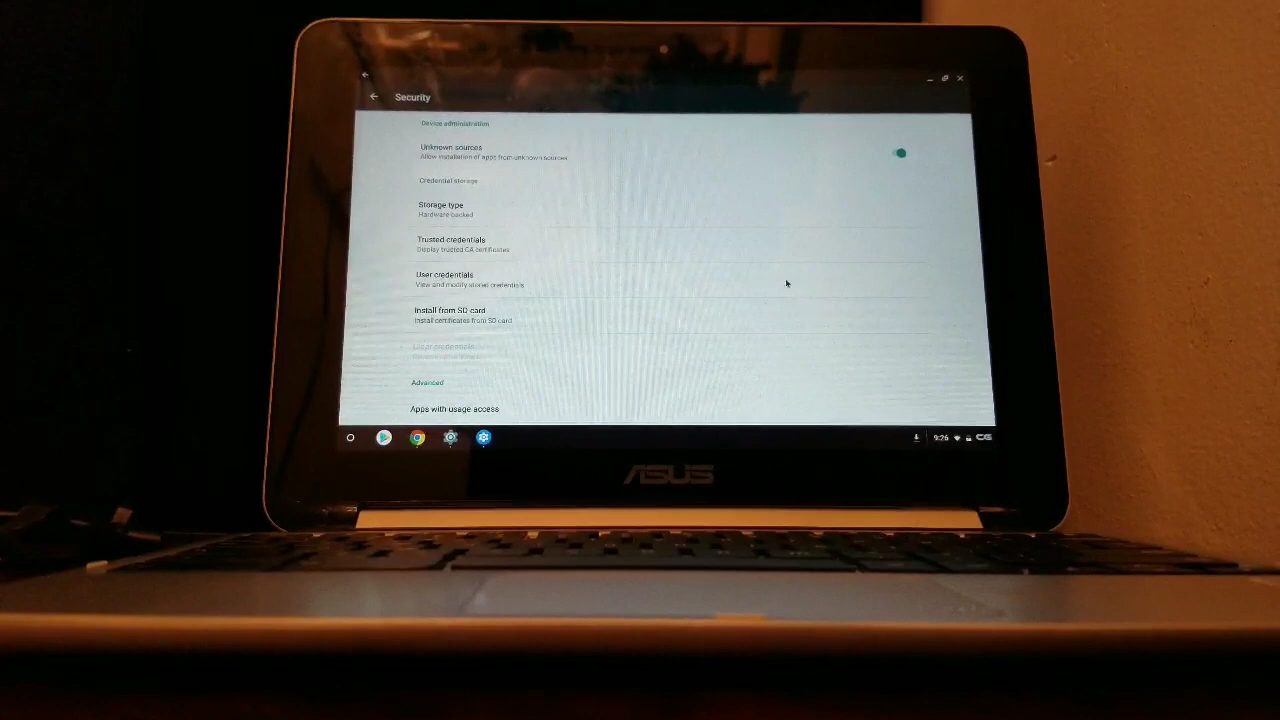 Security
Device administration
Unknown sources
Allow installation of apps from unknown sources
Credential storage
Storage type
Hardware-backed
Trusted credentials
Display trusted CA certificates
User credentials
View and modify stored credentials
Install from SD card
Install certificates from SD card
Clear credentials
Advanced
Apps with usage access
9:26
ASUS